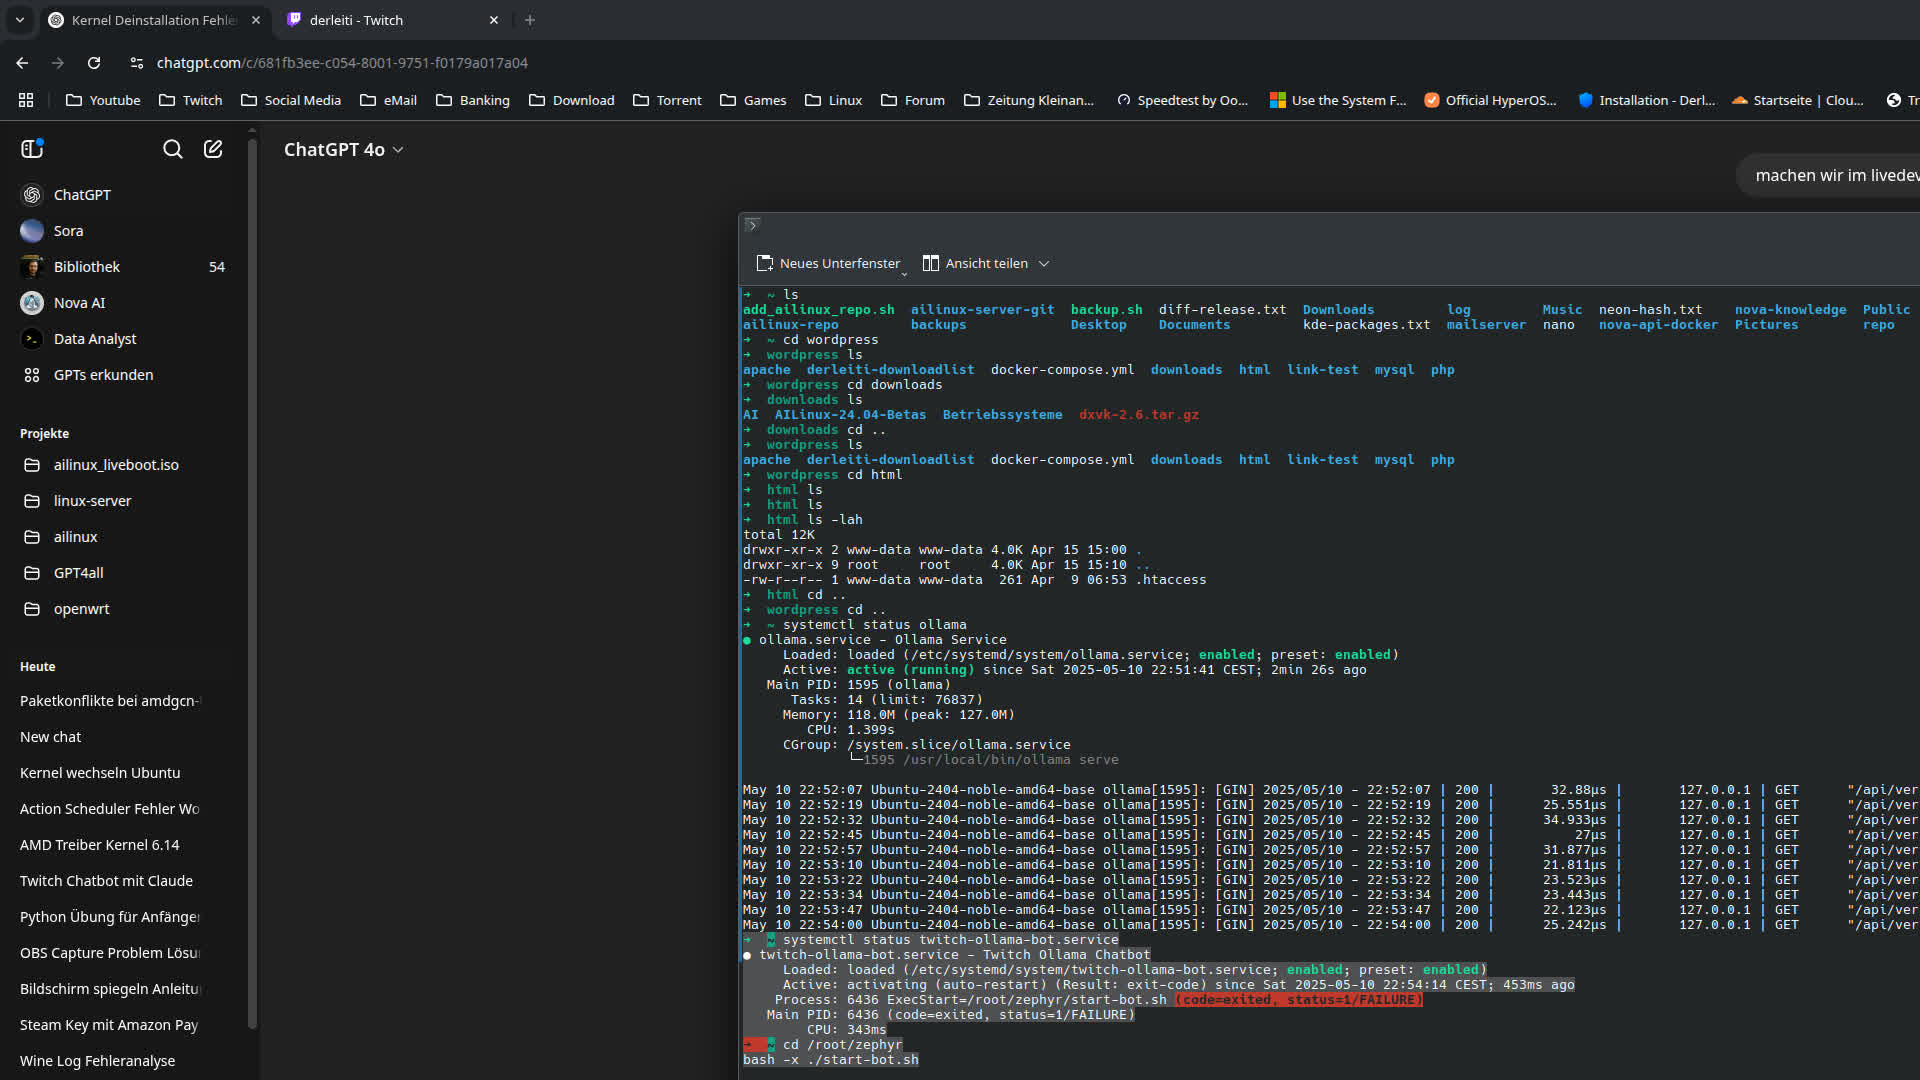 Kernel Deinstallation Fehle
derleiti - Twitch
chatgpt.com/c/681fb3ee-c054-8001-9751-f0179a017a04
Youtube Twitch Social Media eMail Banking Download Torrent Games Linux Forum Zeitung Kleinan... Speedtest by Oo... Use the System F... Official HyperOS... Installation - Derl... Startseite | Clou... Tr
ChatGPT 4o
machen wir im livedev
ChatGPT
Sora
Bibliothek 54
Nova AI
Data Analyst
GPTs erkunden
Projekte
ailinux_liveboot.iso
linux-server
ailinux
GPT4all
openwrt
Heute
Paketkonflikte bei amdgcn-
New chat
Kernel wechseln Ubuntu
Action Scheduler Fehler Wo
AMD Treiber Kernel 6.14
Twitch Chatbot mit Claude
Python Übung für Anfänger
OBS Capture Problem Lösu
Bildschirm spiegeln Anleitu
Steam Key mit Amazon Pay
Wine Log Fehleranalyse
Neues Unterfenster Ansicht teilen
➜ ~ ls
add_ailinux_repo.sh ailinux-server-git backup.sh diff-release.txt Downloads log Music neon-hash.txt nova-knowledge Public
ailinux-repo backups Desktop Documents kde-packages.txt mailserver nano nova-api-docker Pictures repo
➜ ~ cd wordpress
➜ wordpress ls
apache derleiti-downloadlist docker-compose.yml downloads html link-test mysql php
➜ wordpress cd downloads
➜ downloads ls
AI AILinux-24.04-Betas Betriebssysteme dxvk-2.6.tar.gz
➜ downloads cd ..
➜ wordpress ls
apache derleiti-downloadlist docker-compose.yml downloads html link-test mysql php
➜ wordpress cd html
➜ html ls
➜ html ls
➜ html ls -lah
total 12K
drwxr-xr-x 2 www-data www-data 4.0K Apr 15 15:00 .
drwxr-xr-x 9 root root 4.0K Apr 15 15:10 ..
-rw-r--r-- 1 www-data www-data 261 Apr 9 06:53 .htaccess
➜ html cd ..
➜ wordpress cd ..
➜ ~ systemctl status ollama
● ollama.service - Ollama Service
Loaded: loaded (/etc/systemd/system/ollama.service; enabled; preset: enabled)
Active: active (running) since Sat 2025-05-10 22:51:41 CEST; 2min 26s ago
Main PID: 1595 (ollama)
Tasks: 14 (limit: 76837)
Memory: 118.0M (peak: 127.0M)
CPU: 1.399s
CGroup: /system.slice/ollama.service
└─1595 /usr/local/bin/ollama serve
May 10 22:52:07 Ubuntu-2404-noble-amd64-base ollama[1595]: [GIN] 2025/05/10 - 22:52:07 | 200 | 32.88µs | 127.0.0.1 | GET "/api/ver
May 10 22:52:19 Ubuntu-2404-noble-amd64-base ollama[1595]: [GIN] 2025/05/10 - 22:52:19 | 200 | 25.551µs | 127.0.0.1 | GET "/api/ver
May 10 22:52:32 Ubuntu-2404-noble-amd64-base ollama[1595]: [GIN] 2025/05/10 - 22:52:32 | 200 | 34.933µs | 127.0.0.1 | GET "/api/ver
May 10 22:52:45 Ubuntu-2404-noble-amd64-base ollama[1595]: [GIN] 2025/05/10 - 22:52:45 | 200 | 27µs | 127.0.0.1 | GET "/api/ver
May 10 22:52:57 Ubuntu-2404-noble-amd64-base ollama[1595]: [GIN] 2025/05/10 - 22:52:57 | 200 | 31.877µs | 127.0.0.1 | GET "/api/ver
May 10 22:53:10 Ubuntu-2404-noble-amd64-base ollama[1595]: [GIN] 2025/05/10 - 22:53:10 | 200 | 21.811µs | 127.0.0.1 | GET "/api/ver
May 10 22:53:22 Ubuntu-2404-noble-amd64-base ollama[1595]: [GIN] 2025/05/10 - 22:53:22 | 200 | 23.523µs | 127.0.0.1 | GET "/api/ver
May 10 22:53:34 Ubuntu-2404-noble-amd64-base ollama[1595]: [GIN] 2025/05/10 - 22:53:34 | 200 | 23.443µs | 127.0.0.1 | GET "/api/ver
May 10 22:53:47 Ubuntu-2404-noble-amd64-base ollama[1595]: [GIN] 2025/05/10 - 22:53:47 | 200 | 22.123µs | 127.0.0.1 | GET "/api/ver
May 10 22:54:00 Ubuntu-2404-noble-amd64-base ollama[1595]: [GIN] 2025/05/10 - 22:54:00 | 200 | 25.242µs | 127.0.0.1 | GET "/api/ver
➜ ~ systemctl status twitch-ollama-bot.service
● twitch-ollama-bot.service - Twitch Ollama Chatbot
Loaded: loaded (/etc/systemd/system/twitch-ollama-bot.service; enabled; preset: enabled)
Active: activating (auto-restart) (Result: exit-code) since Sat 2025-05-10 22:54:14 CEST; 453ms ago
Process: 6436 ExecStart=/root/zephyr/start-bot.sh (code=exited, status=1/FAILURE)
Main PID: 6436 (code=exited, status=1/FAILURE)
CPU: 343ms
➜ ~ cd /root/zephyr
bash -x ./start-bot.sh